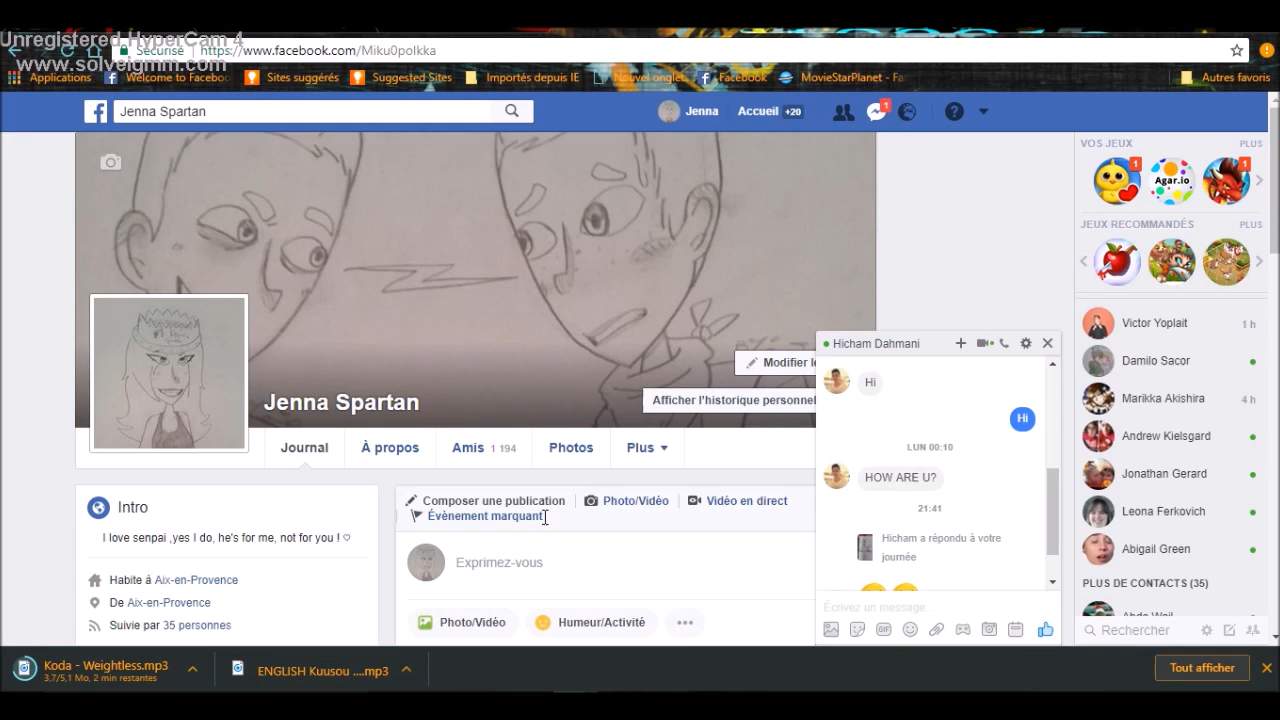 Unregistered HyperCam 4
www.solveigmm.com
Sécurisé
https://www.facebook.com/Miku0polkka
Applications
Welcome to Facebo
Sites suggérés
Suggested Sites
Importés depuis IE
Nouvel onglet
Facebook
MovieStarPlanet - Fa
Autres favoris
Jenna Spartan
Jenna
Accueil +20
1
VOS JEUX PLUS
1
Agar.io
1
JEUX RECOMMANDÉS PLUS
Modifier le
Afficher l'historique personnel
Jenna Spartan
Journal
À propos
Amis 1 194
Photos
Plus
Intro
I love senpai ,yes I do, he's for me, not for you ! ♡
Habite à Aix-en-Provence
De Aix-en-Provence
Suivie par 35 personnes
Composer une publication
Photo/Vidéo
Vidéo en direct
Évènement marquant
Exprimez-vous
Photo/Vidéo
Humeur/Activité
Hicham Dahmani
Hi
Hi
LUN 00:10
HOW ARE U?
21:41
Hicham a répondu à votre
journée
Écrivez un message...
GIF
Victor Yoplait 1 h
Damilo Sacor
Marikka Akishira 4 h
Andrew Kielsgard
Jonathan Gerard
Leona Ferkovich
Abigail Green
PLUS DE CONTACTS (35)
Rechercher
Koda - Weightless.mp3
3,7/5,1 Mo, 2 min restantes
ENGLISH Kuusou ....mp3
Tout afficher